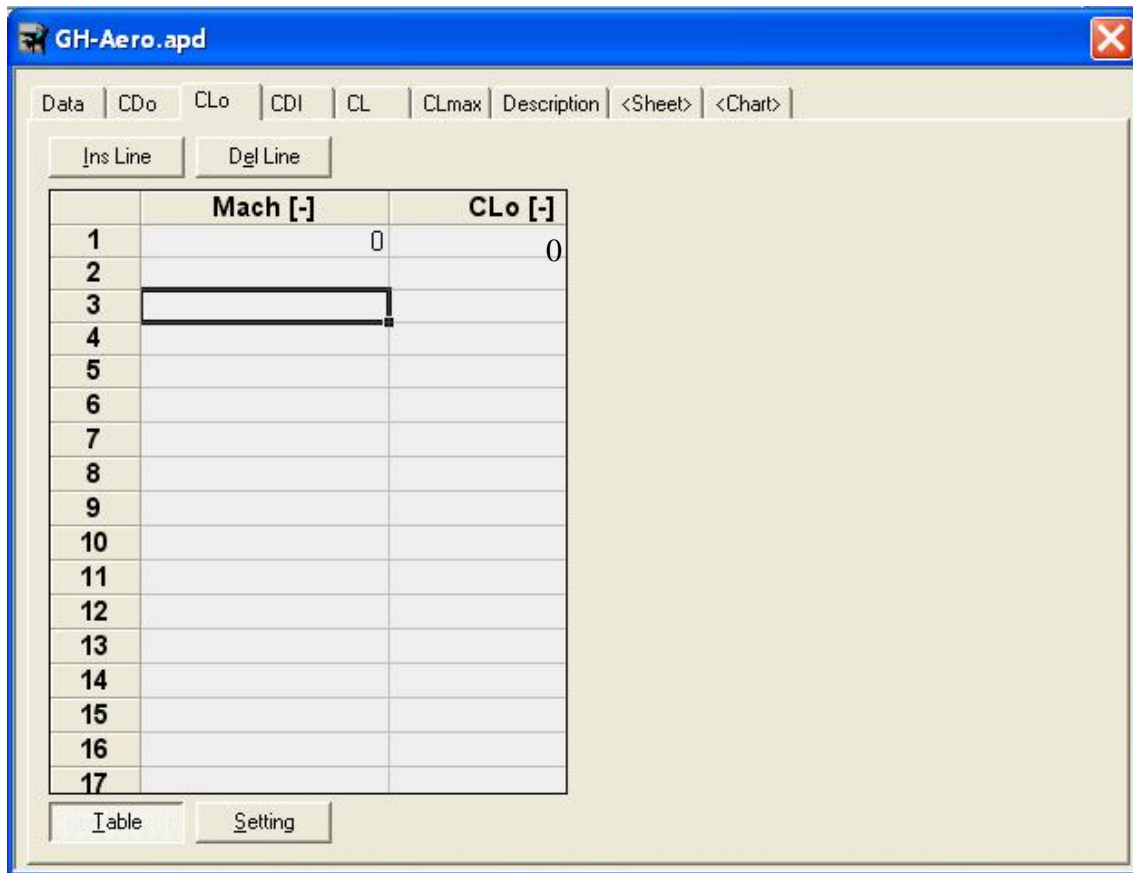 GH-Aero.apd
Data CDo CLo CDI CL CLmax Description <Sheet> <Chart>
Ins Line Del Line
Mach [-] CLo [-]
1 0 0
2
3
4
5
6
7
8
9
10
11
12
13
14
15
16
17
Table Setting